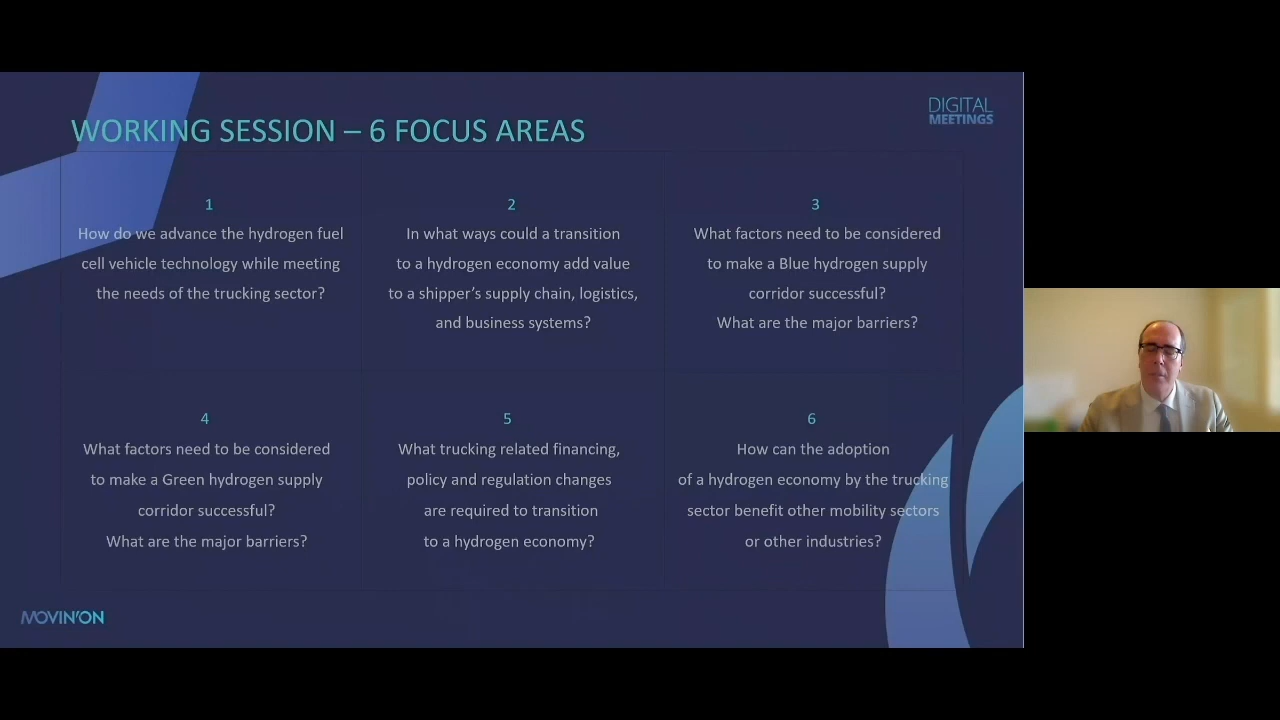 DIGITAL
MEETINGS
WORKING SESSION – 6 FOCUS AREAS
1
How do we advance the hydrogen fuel
cell vehicle technology while meeting
the needs of the trucking sector?
2
In what ways could a transition
to a hydrogen economy add value
to a shipper's supply chain, logistics,
and business systems?
3
What factors need to be considered
to make a Blue hydrogen supply
corridor successful?
What are the major barriers?
4
What factors need to be considered
to make a Green hydrogen supply
corridor successful?
What are the major barriers?
5
What trucking related financing,
policy and regulation changes
are required to transition
to a hydrogen economy?
6
How can the adoption
of a hydrogen economy by the trucking
sector benefit other mobility sectors
or other industries?
MOVIN'ON